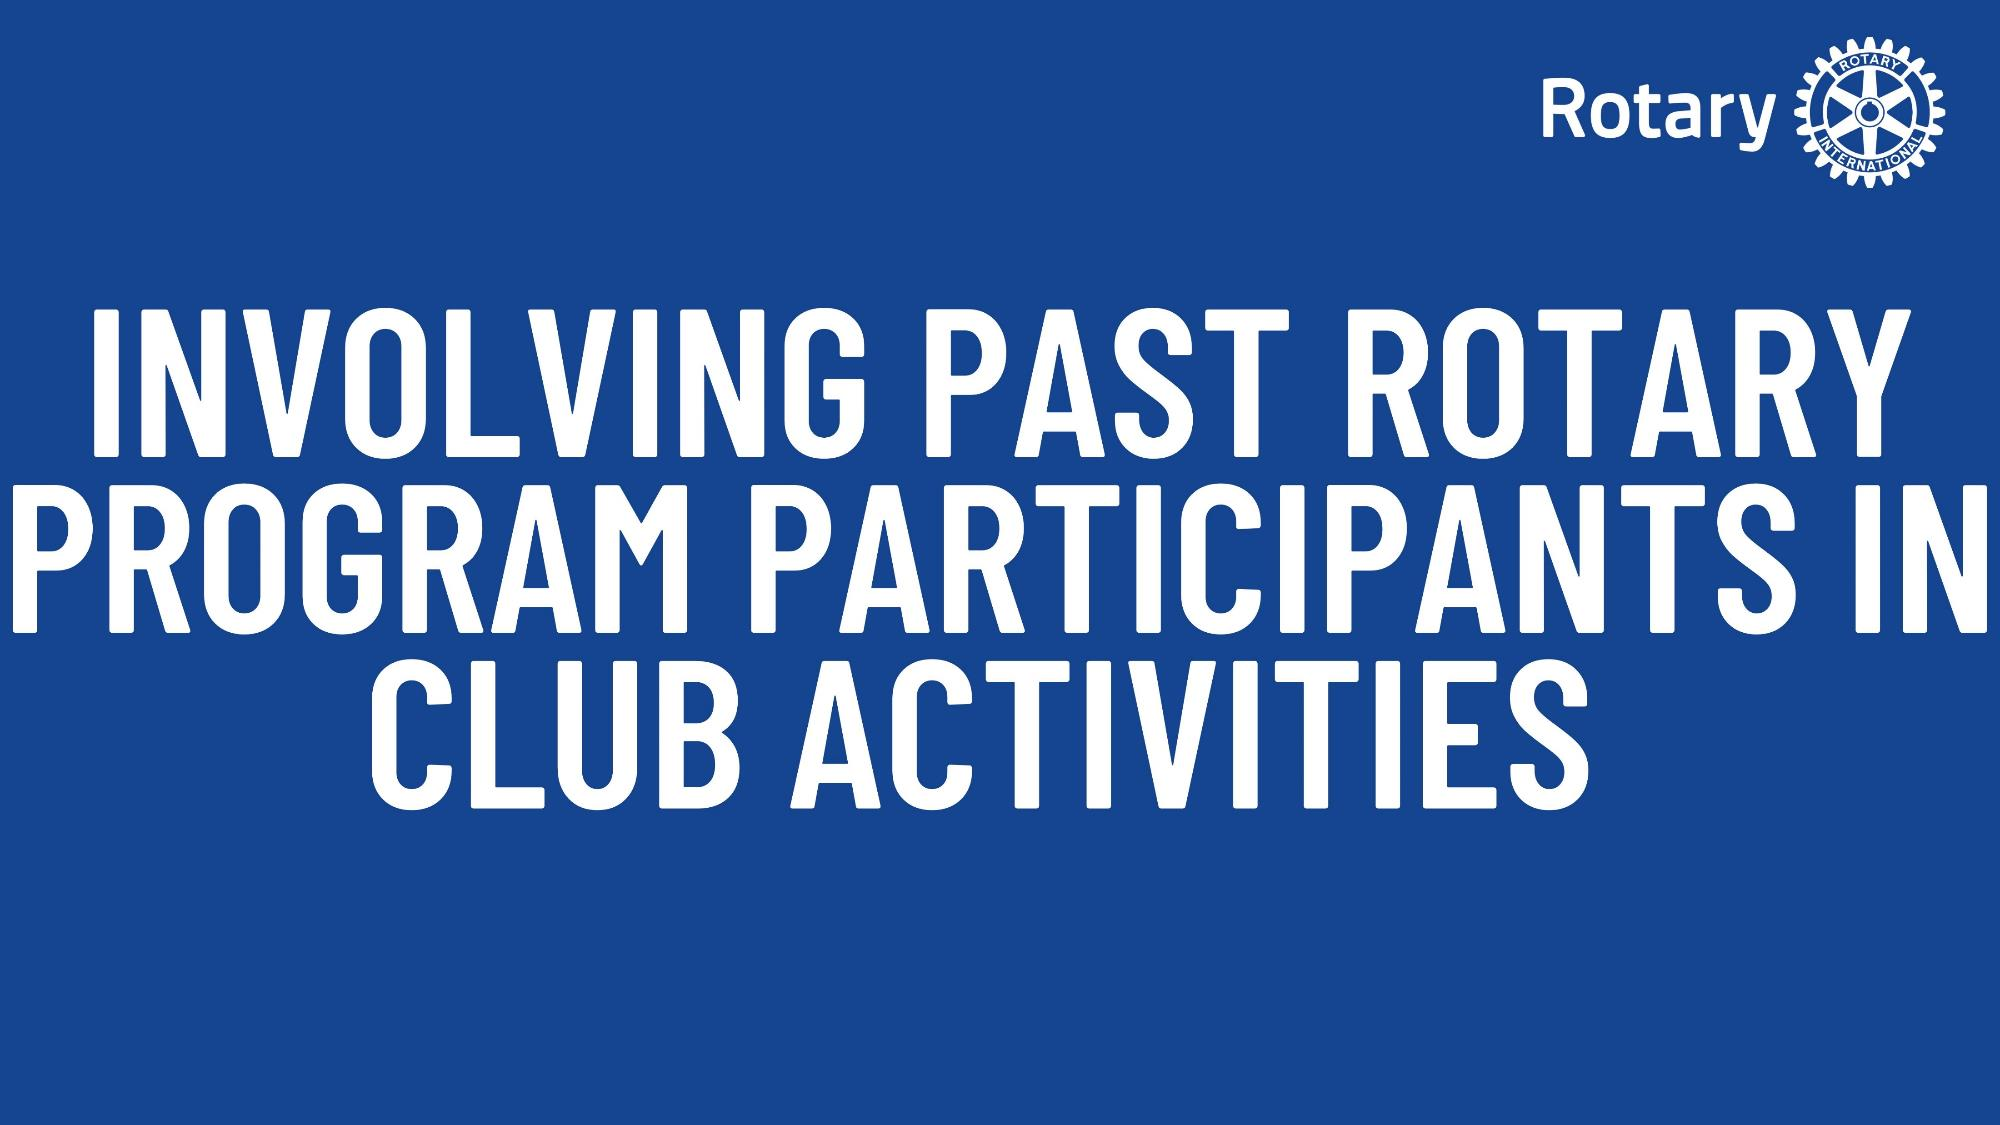 Rotary
ROTARY
INTERNATIONAL
INVOLVING PAST ROTARY
PROGRAM PARTICIPANTS IN
CLUB ACTIVITIES